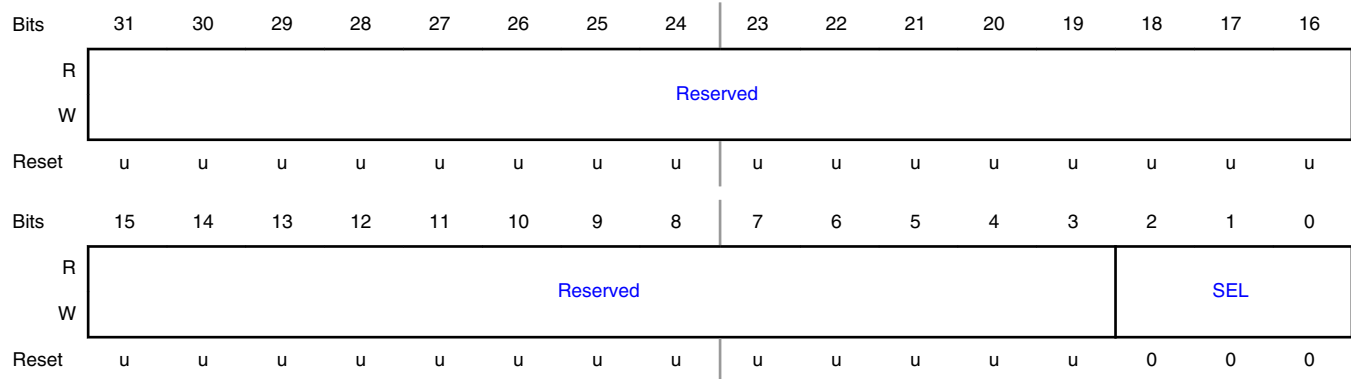 Bits 31 30 29 28 27 26 25 24 23 22 21 20 19 18 17 16
R
Reserved
W
Reset u u u u u u u u u u u u u u u u
Bits 15 14 13 12 11 10 9 8 7 6 5 4 3 2 1 0
R
Reserved SEL
W
Reset u u u u u u u u u u u u u 0 0 0